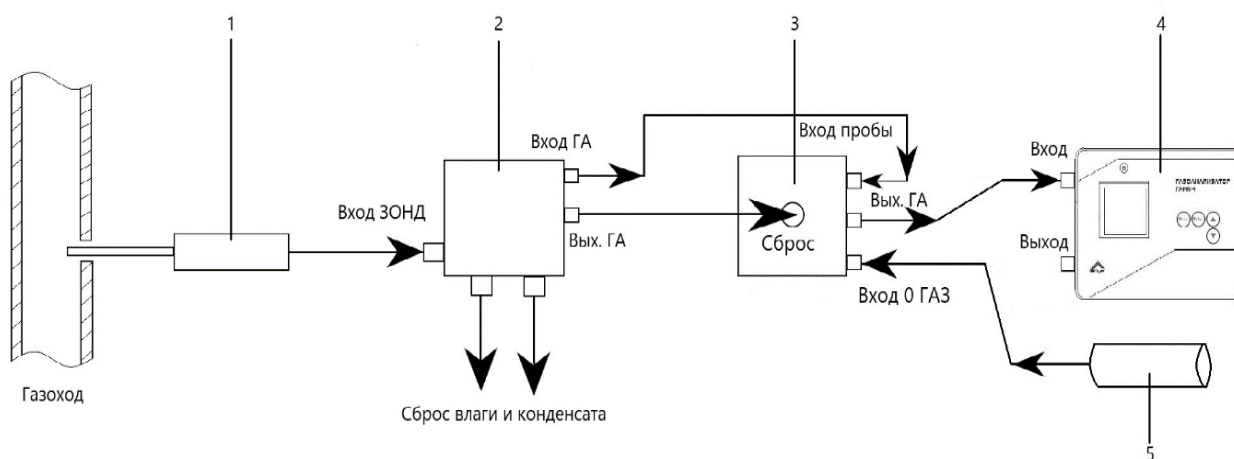 1
2
3
4
Вход ГА
Вход пробы
Вход
ГАЗОАНАЛИЗАТОР
Вход ЗОНД
Вых. ГА
Вых. ГА
Сброс
Выход
Вход 0 ГАЗ
Газоход
Сброс влаги и конденсата
5